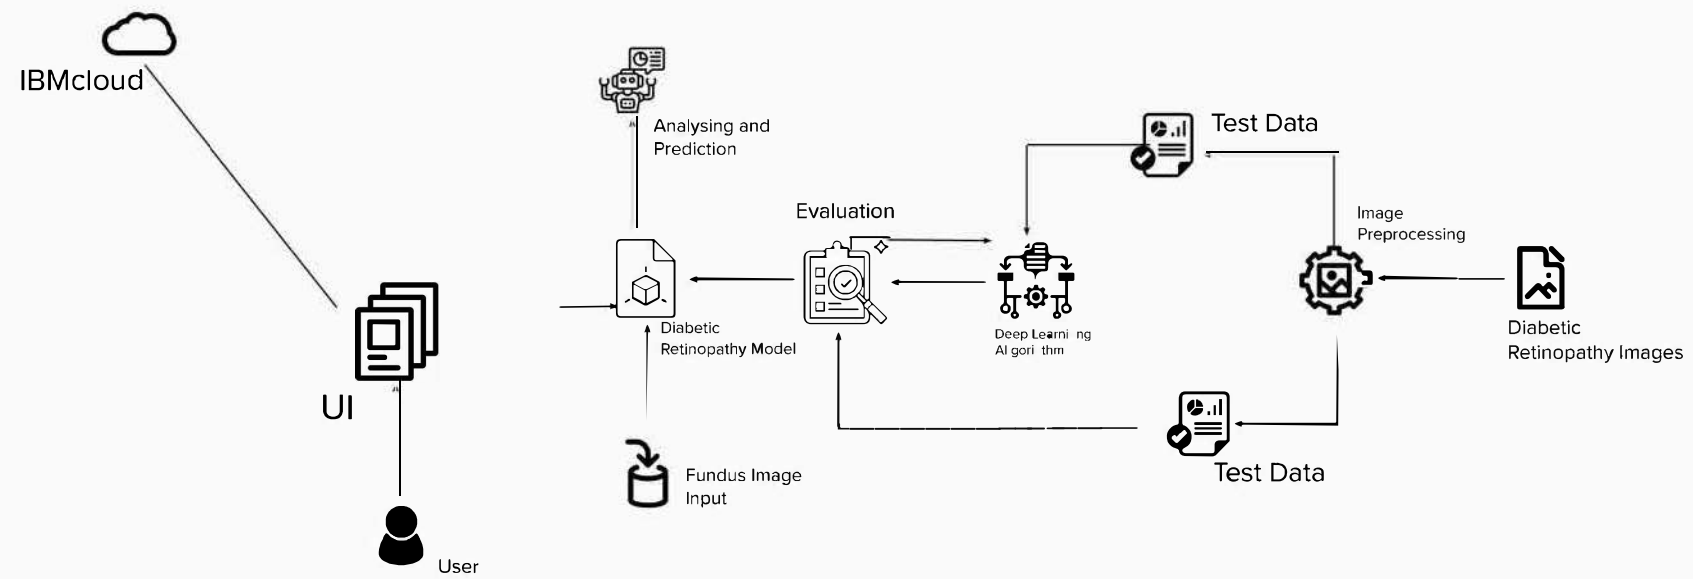 IBMcloud
Analysing and
Prediction
Test Data
Evaluation
Image
Preprocessing
Diabetic
Retinopathy Model
Deep Learni ng
Al gori thm
Diabetic
Retinopathy Images
UI
Fundus Image
Input
Test Data
User